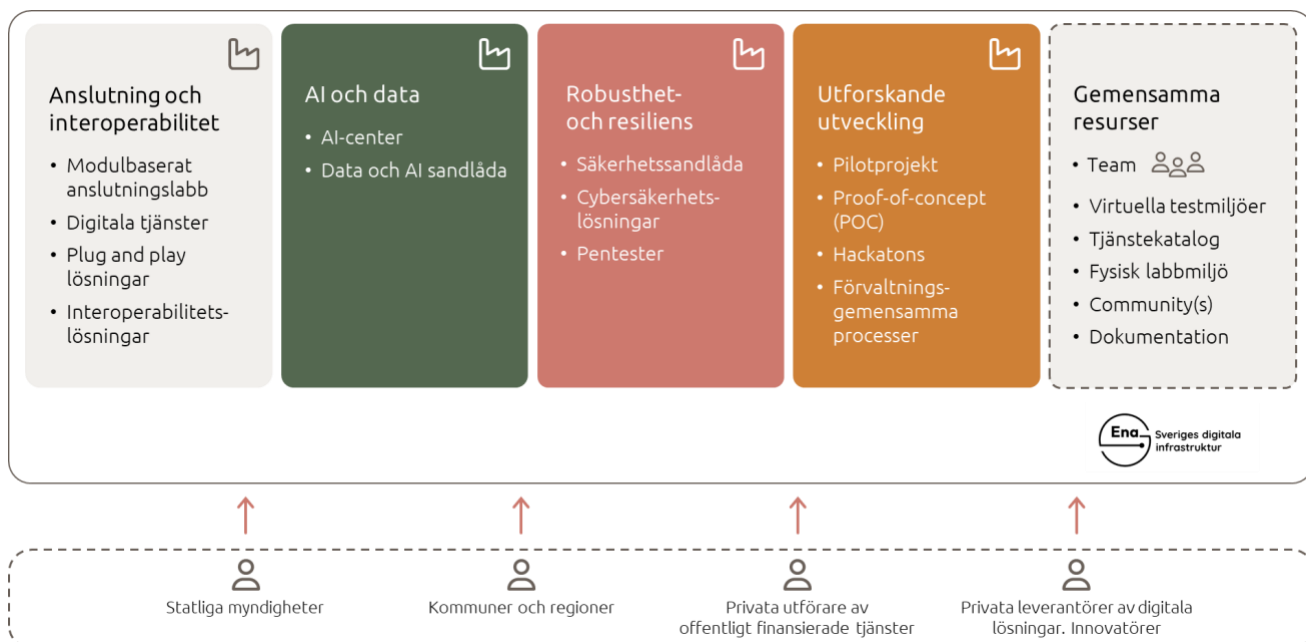 Anslutning och
interoperabilitet
• Modulbaserat
anslutningslabb
• Digitala tjänster
• Plug and play
lösningar
• Interoperabilitets-
lösningar
AI och data
• AI-center
• Data och AI sandlåda
Robusthet-
och resiliens
• Säkerhetssandlåda
• Cybersäkerhets-
lösningar
• Pentester
Utforskande
utveckling
• Pilotprojekt
• Proof-of-concept
(POC)
• Hackatons
• Förvaltnings-
gemensamma
processer
Gemensamma
resurser
• Team
• Virtuella testmiljöer
• Tjänstekatalog
• Fysisk labbmiljö
• Community(s)
• Dokumentation
Ena
Sveriges digitala
infrastruktur
Statliga myndigheter
Kommuner och regioner
Privata utförare av
offentligt finansierade tjänster
Privata leverantörer av digitala
lösningar. Innovatörer